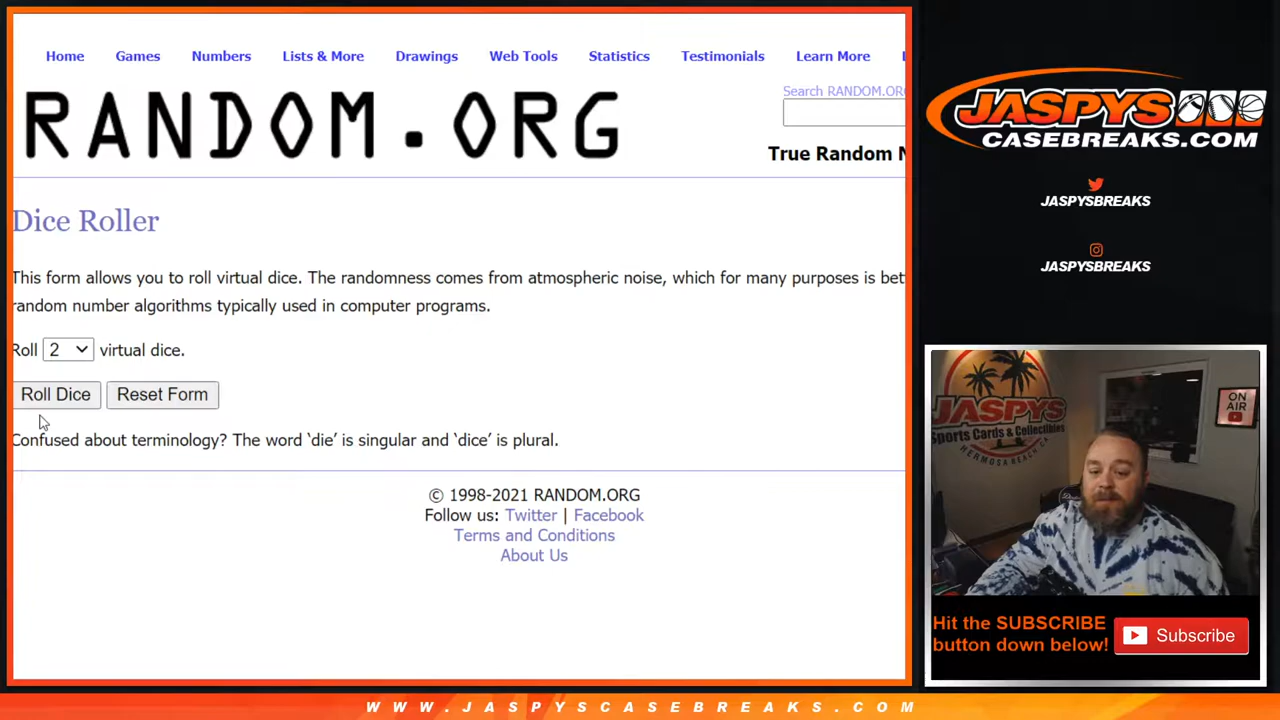 Home Games Numbers Lists & More Drawings Web Tools Statistics Testimonials Learn More
Search RANDOM.ORG
RANDOM.ORG
True Random N
Dice Roller
This form allows you to roll virtual dice. The randomness comes from atmospheric noise, which for many purposes is bet
random number algorithms typically used in computer programs.
Roll 2 virtual dice.
Roll Dice Reset Form
Confused about terminology? The word ‘die’ is singular and ‘dice’ is plural.
© 1998-2021 RANDOM.ORG
Follow us: Twitter | Facebook
Terms and Conditions
About Us
JASPYS
CASEBREAKS.COM
JASPYSBREAKS
JASPYSBREAKS
JASPYS
Sports Cards & Collectibles
HERMOSA BEACH CA
ON
AIR
Hit the SUBSCRIBE
button down below!
Subscribe
WWW.JASPYSCASEBREAKS.COM